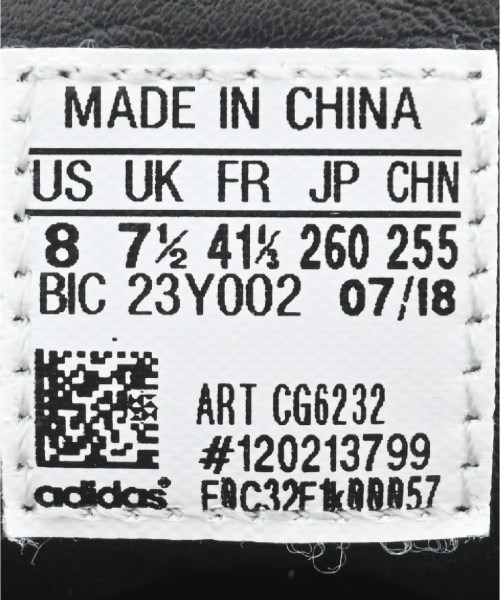 MADE IN CHINA
US UK FR JP CHN
8 7½ 41⅓ 260 255
BIC 23Y002 07/18
ART CG6232
#120213799
adidas®